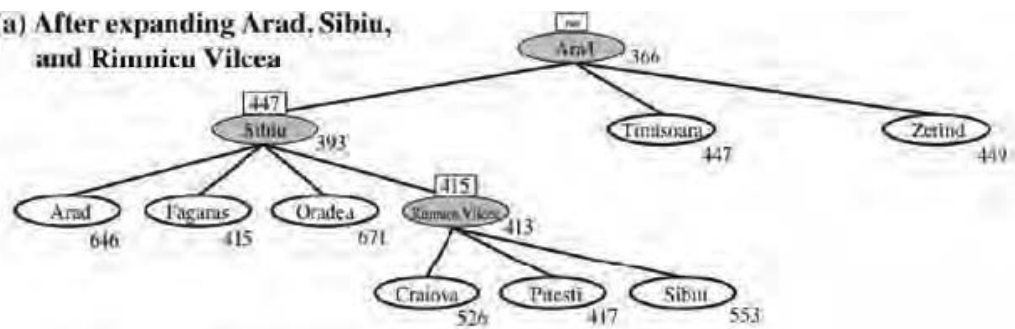 (a) After expanding Arad, Sibiu,
and Rimnicu Vilcea
∞
Arad 366
447
Sibiu 393
Timisoara 447
Zerind 449
415
Arad 646
Fagaras 415
Oradea 671
Rimnicu Vilcea 413
Craiova 526
Pitesti 417
Sibiu 553